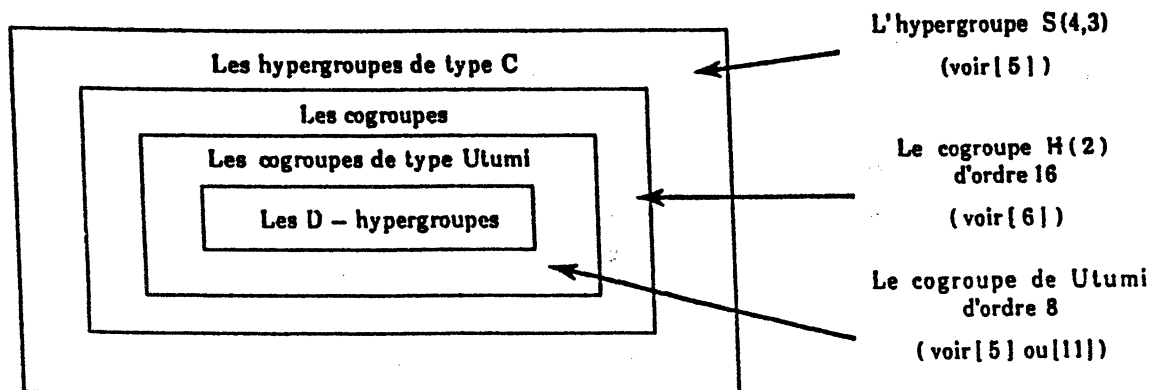 Les hypergroupes de type C
Les cogroupes
Les cogroupes de type Utumi
Les D – hypergroupes
L'hypergroupe S(4,3)
(voir[5])
Le cogroupe H(2)
d'ordre 16
(voir[6])
Le cogroupe de Utumi
d'ordre 8
(voir[5] ou[11])